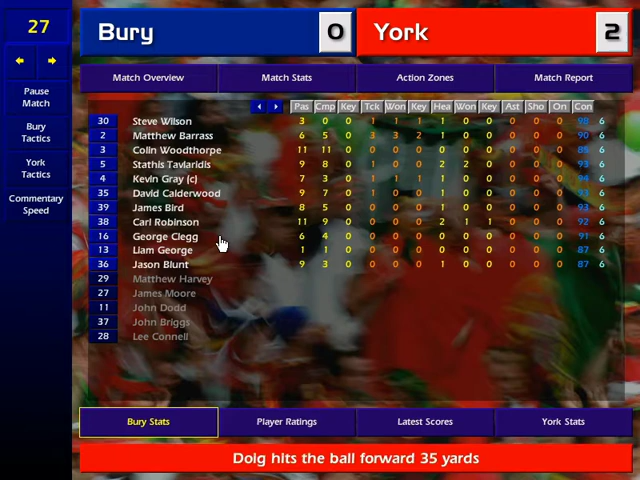 27
Bury 0 York 2
Match Overview Match Stats Action Zones Match Report
Pause Match
Bury Tactics
York Tactics
Commentary Speed
Pas Cmp Key Tck Won Key Hea Won Key Ast Sho On Con
30 Steve Wilson 3 0 0 1 1 1 1 0 0 0 0 0 98 6
2 Matthew Barrass 6 5 0 3 3 2 1 0 0 0 0 0 90 6
3 Colin Woodthorpe 11 11 0 0 0 0 0 0 0 0 0 0 85 6
5 Stathis Tavlaridis 9 8 0 1 0 0 2 2 0 0 0 0 93 6
4 Kevin Gray (c) 7 3 0 1 1 1 1 0 0 0 0 0 94 6
35 David Calderwood 9 7 0 1 0 0 1 0 0 0 0 0 93 6
39 James Bird 8 5 0 0 0 0 1 0 0 0 0 0 93 6
38 Carl Robinson 11 9 0 0 0 0 2 1 1 0 0 0 92 6
16 George Clegg 6 4 0 0 0 0 0 0 0 0 0 0 91 6
13 Liam George 1 1 0 0 0 0 0 0 0 0 0 0 87 6
36 Jason Blunt 9 3 0 0 0 0 1 0 0 0 0 0 87 6
29 Matthew Harvey
27 James Moore
11 John Dodd
37 John Briggs
28 Lee Connell
Bury Stats Player Ratings Latest Scores York Stats
Doig hits the ball forward 35 yards